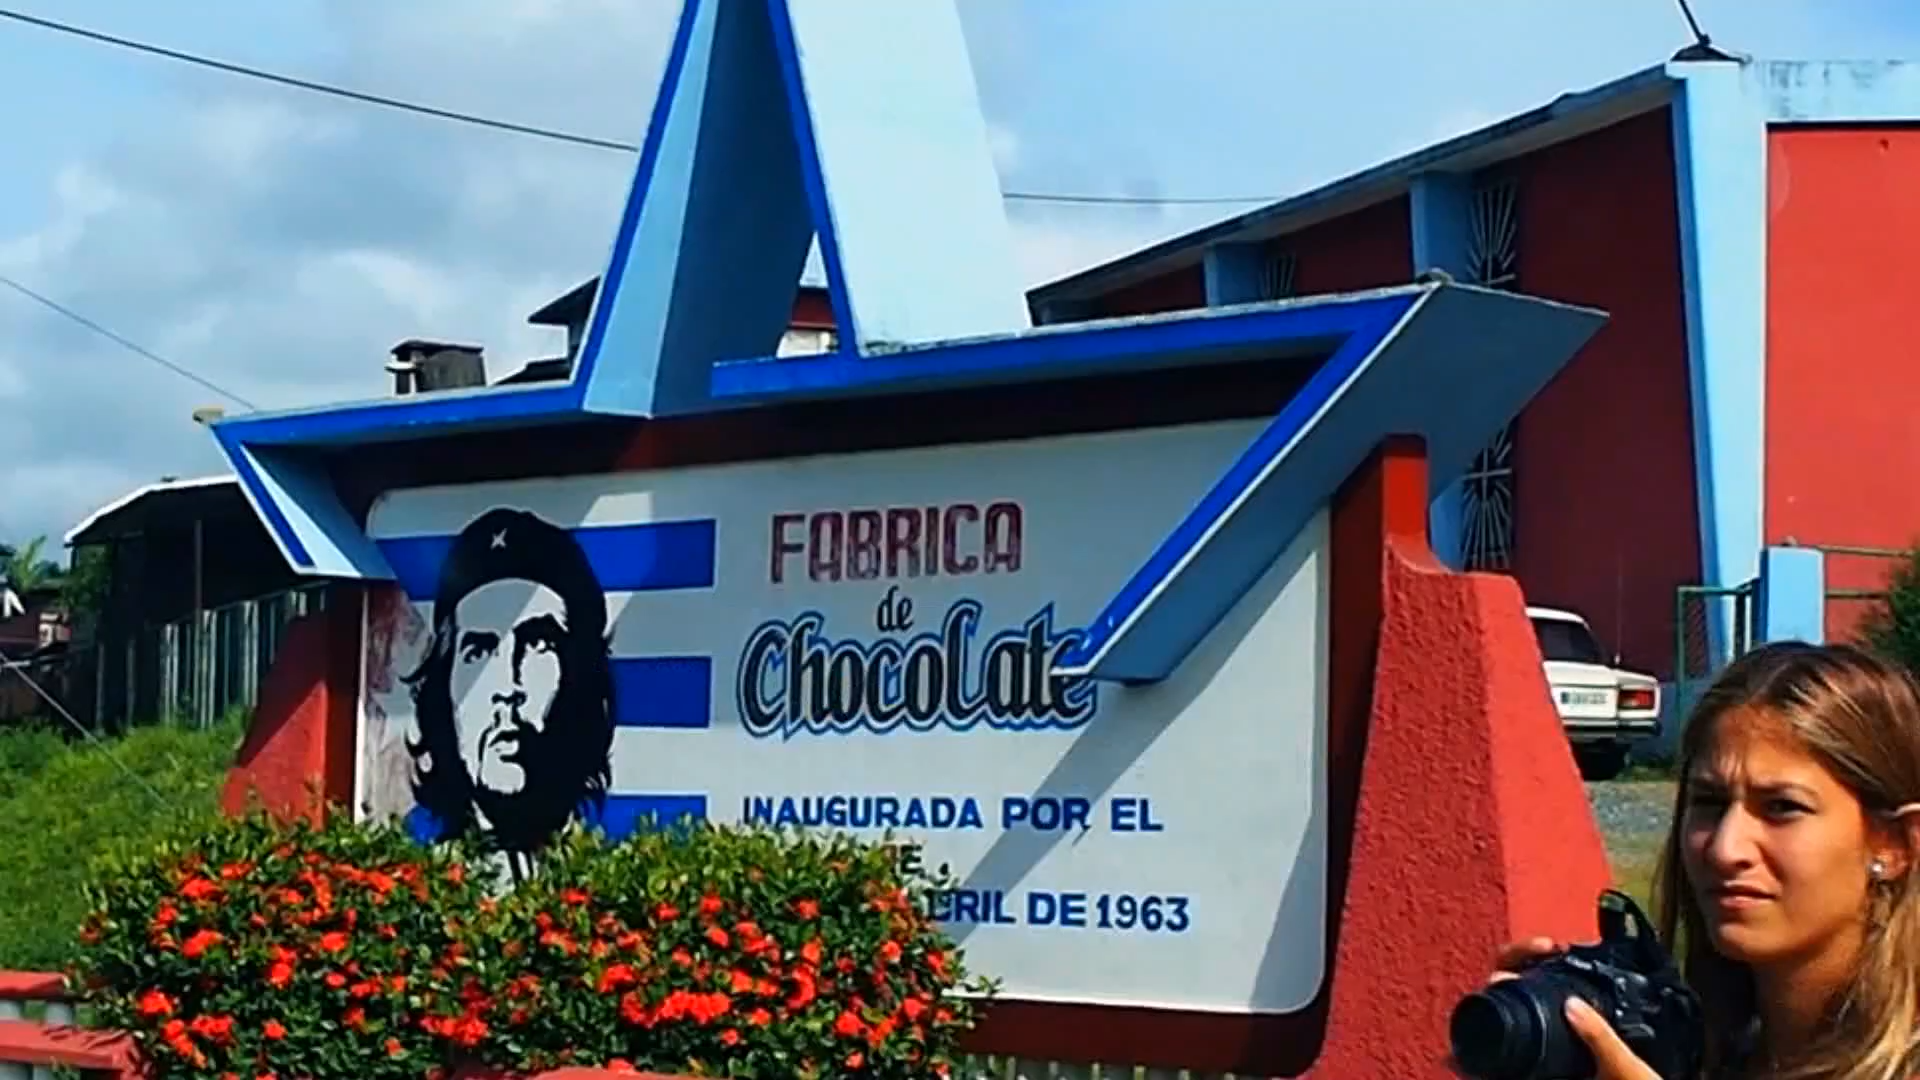 FABRICA
de
Chocolate
INAUGURADA POR EL
DE 1963